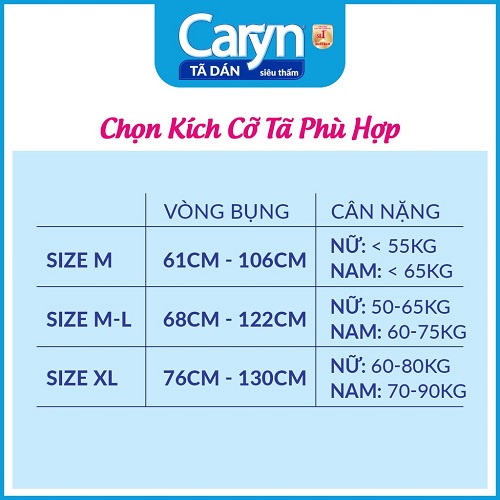 Caryn
TÃ DÁN siêu thấm
Chọn Kích Cỡ Tã Phù Hợp
VÒNG BỤNG CÂN NẶNG
SIZE M 61CM - 106CM NỮ: < 55KG
NAM: < 65KG
SIZE M-L 68CM - 122CM NỮ: 50-65KG
NAM: 60-75KG
SIZE XL 76CM - 130CM NỮ: 60-80KG
NAM: 70-90KG